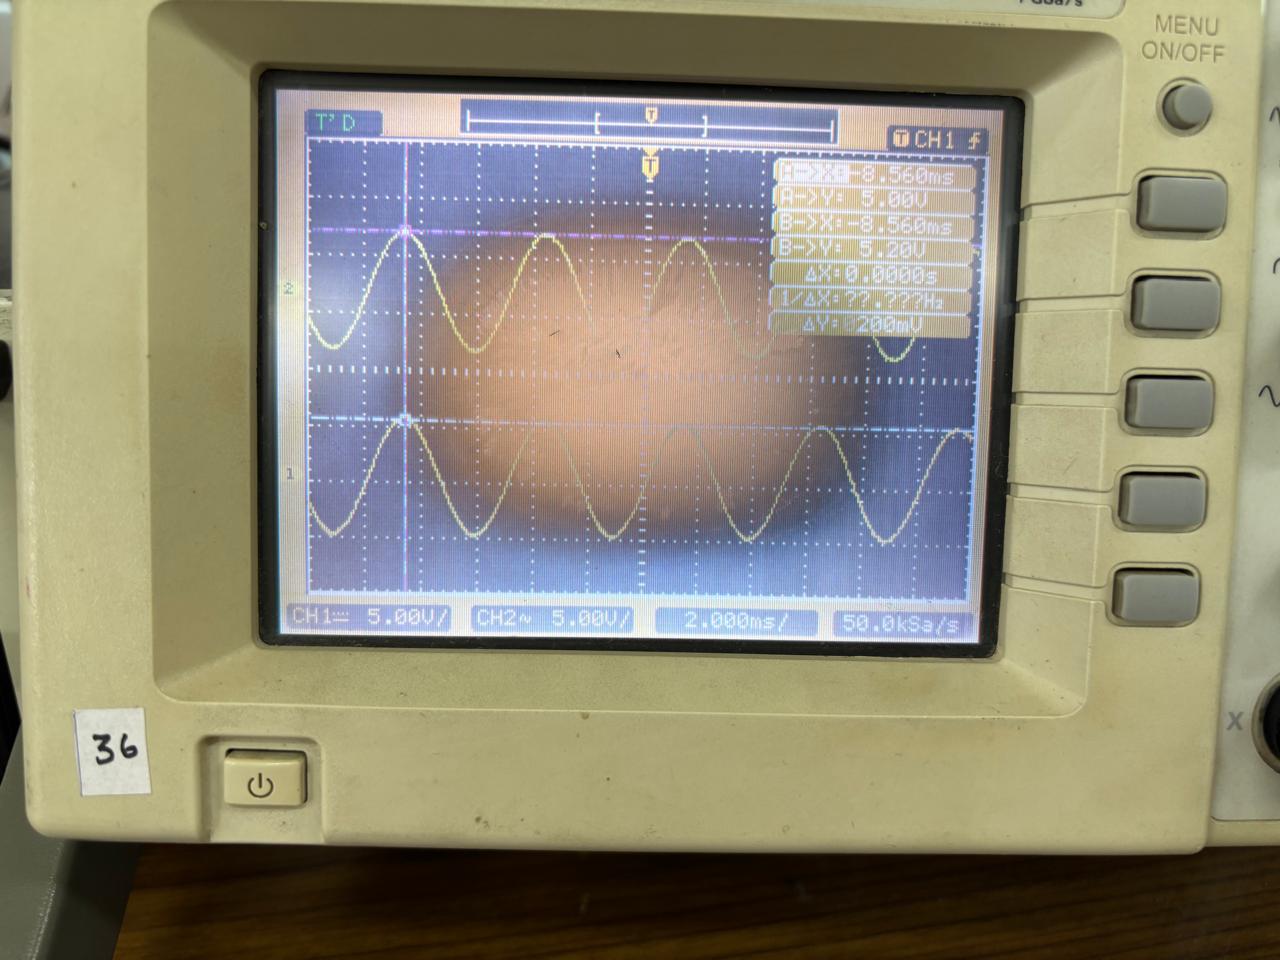 MENU
ON/OFF
T'D
T
T CH1
T
A->X:-8.560ms
A->Y: 5.00V
B->X:-8.560ms
B->Y: 5.20V
ΔX:0.0000s
1/ΔX:??.???Hz
ΔY: 200mV
2
1
CH1 5.00V/ CH2~ 5.00V/ 2.000ms/ 50.0kSa/s
36
X